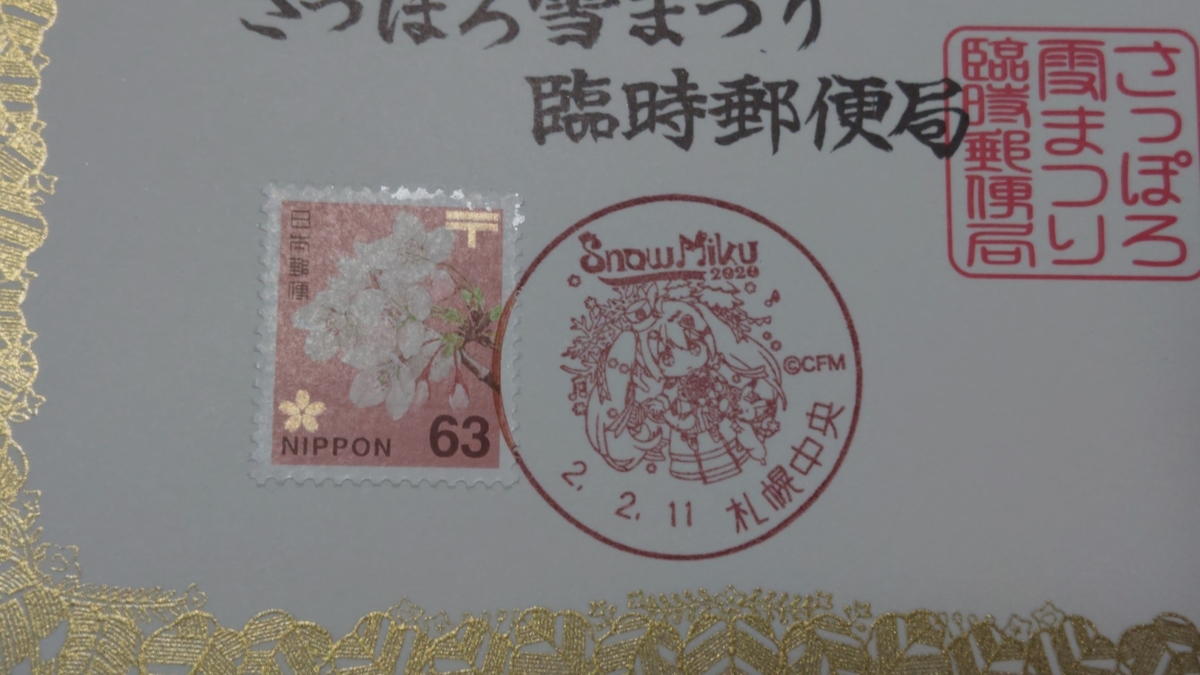 さっぽろ雪まつり
臨時郵便局
さっぽろ
雪まつり
臨時郵便局
日本郵便
〒
NIPPON 63
SnowMiku
2020
©CFM
2. 2. 11 札幌中央